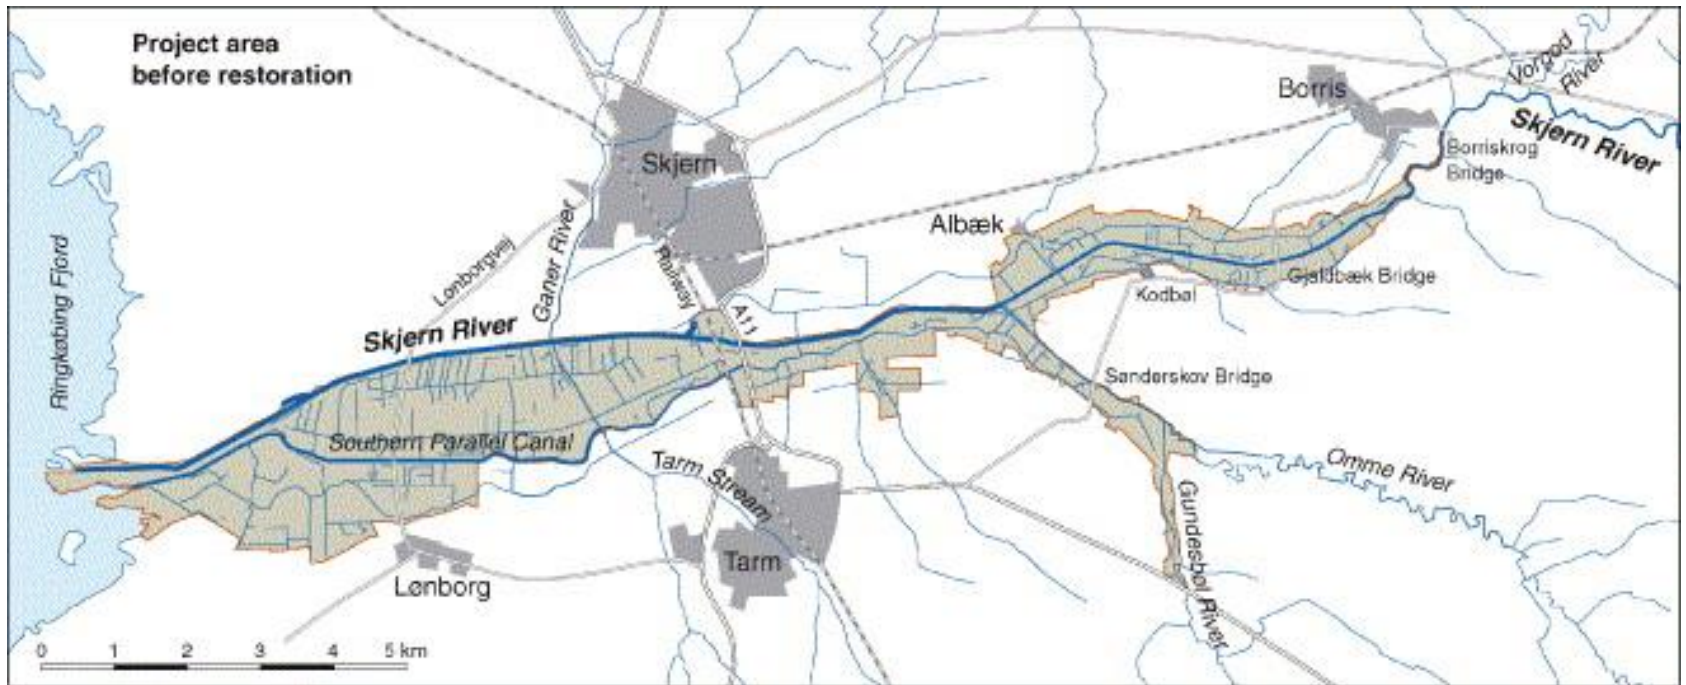 Project area
before restoration
Vorgod
River
Borris
Skjern River
Borriskrog
Bridge
Skjern
Albæk
Ganer River
Ringkøbing Fjord
Lønborgvej
Railway
A11
Gjaldbæk Bridge
Kodbøl
Skjern River
Sønderskov Bridge
Southern Parallel Canal
Tarm Stream
Omme River
Gundesbøl River
Tarm
Lønborg
0 1 2 3 4 5 km